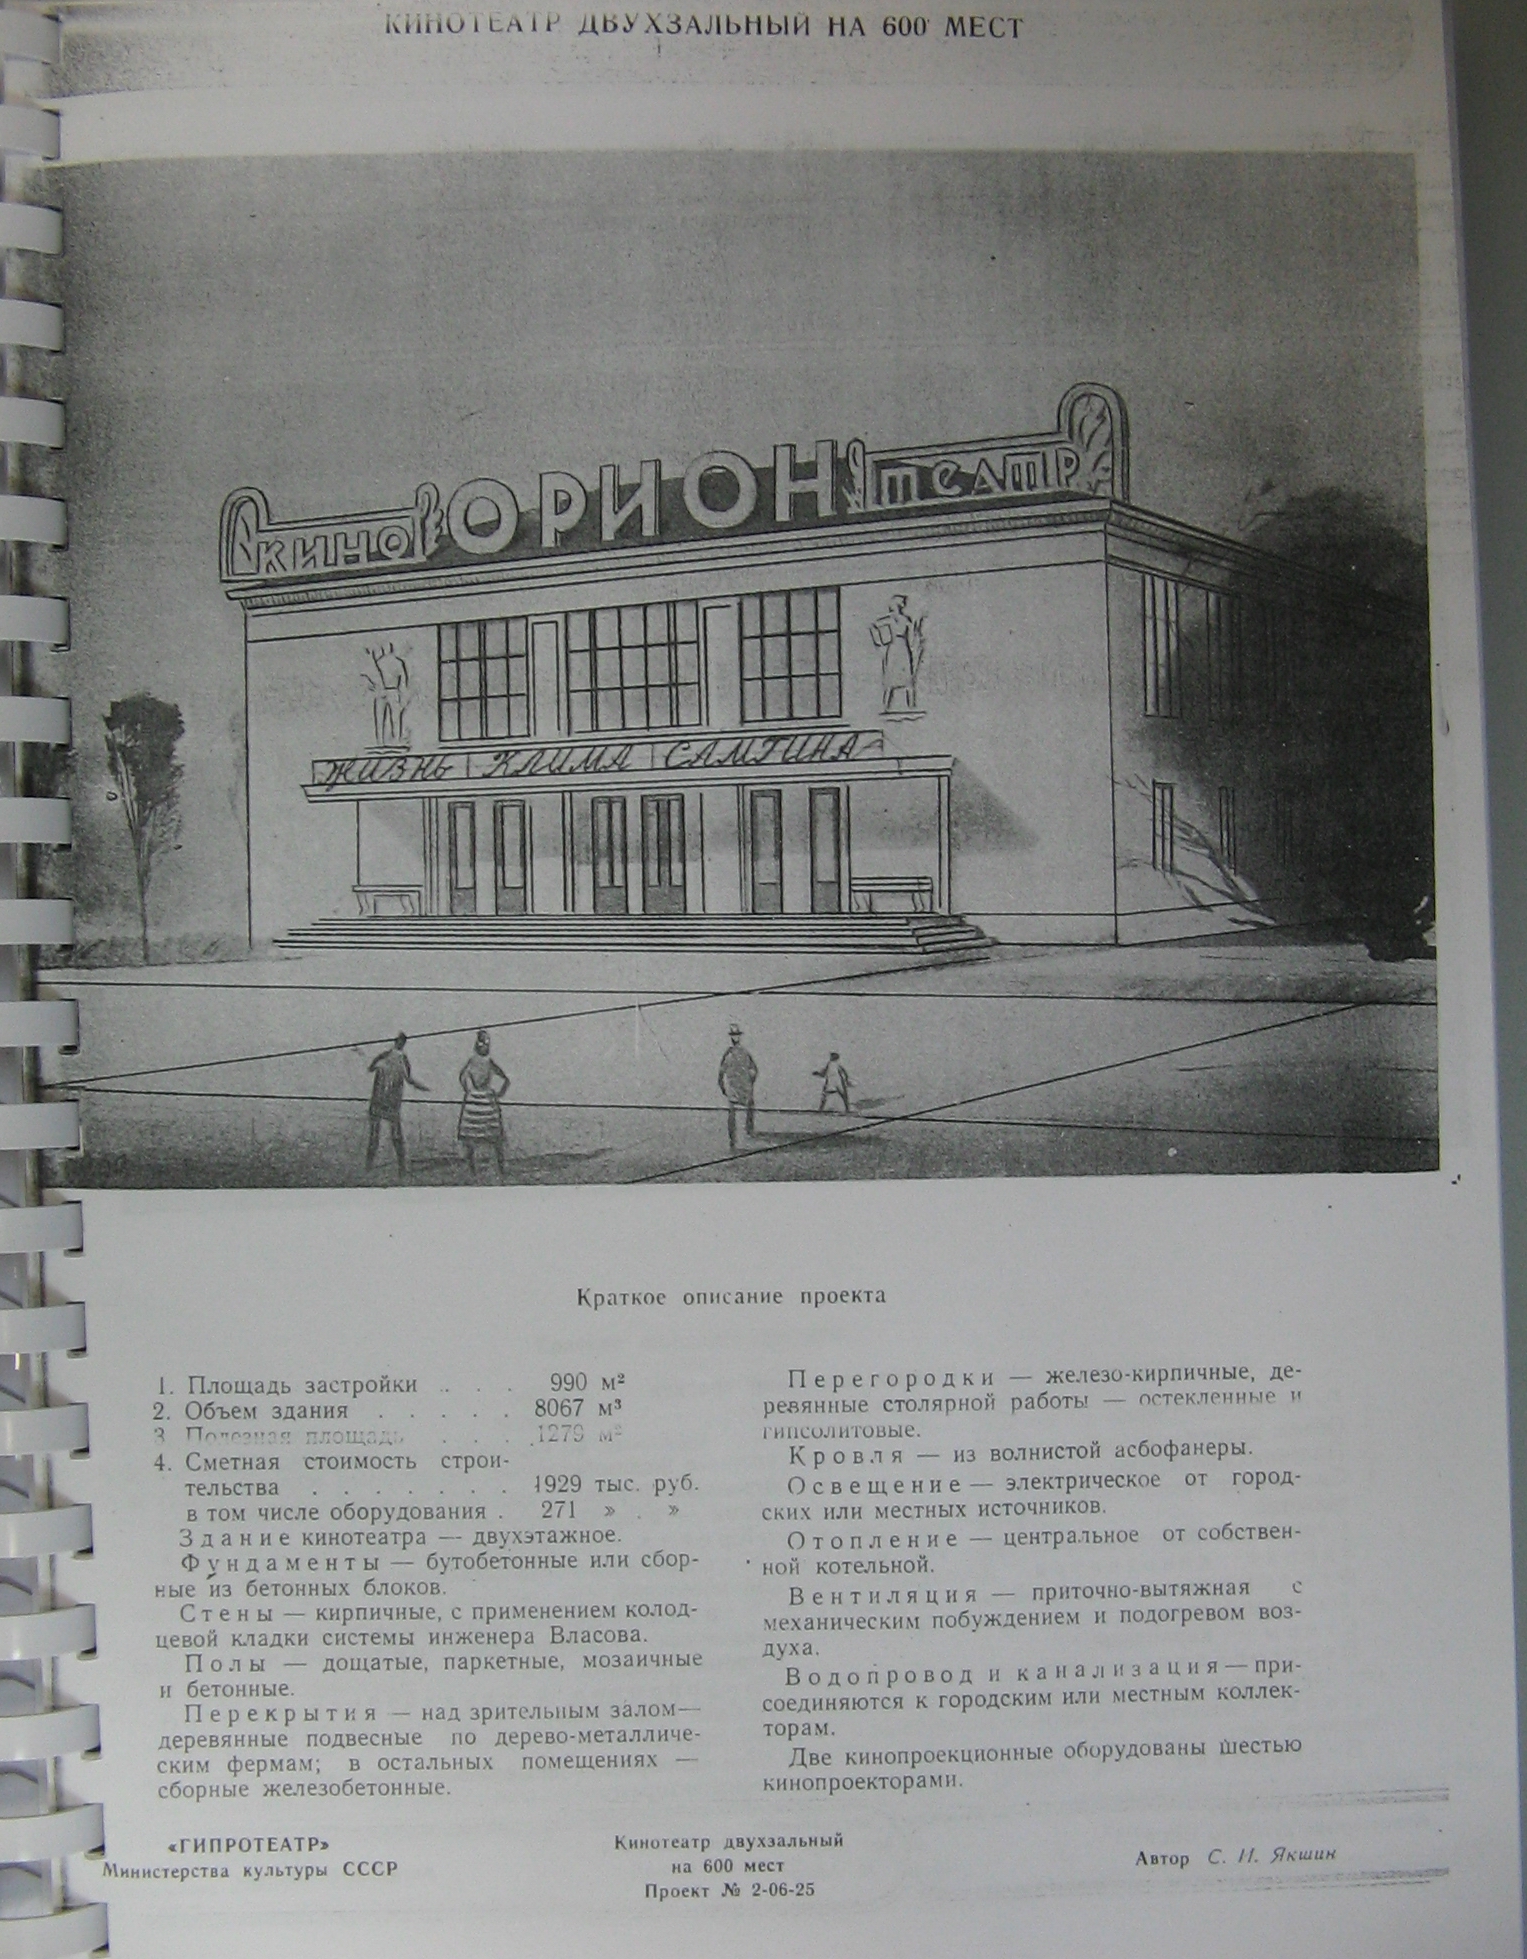 КИНОТЕАТР ДВУХЗАЛЬНЫЙ НА 600 МЕСТ
КИНО ОРИОН ТЕАТР
ЖИЗНЬ КЛИМА САМГИНА
Краткое описание проекта
1. Площадь застройки . . . 990 м²
2. Объем здания . . . . . 8067 м³
3 Полезная площадь . . . 1279 м²
4. Сметная стоимость строи-
тельства . . . . . . . 1929 тыс. руб.
в том числе оборудования . 271 » . »
Здание кинотеатра — двухэтажное.
Фундаменты — бутобетонные или сбор-
ные из бетонных блоков.
Стены — кирпичные, с применением колод-
цевой кладки системы инженера Власова.
Полы — дощатые, паркетные, мозаичные
и бетонные.
Перекрытия — над зрительным залом—
деревянные подвесные по дерево-металличе-
ским фермам; в остальных помещениях —
сборные железобетонные.
Перегородки — железо-кирпичные, де-
ревянные столярной работы — остекленные и
гипсолитовые.
Кровля — из волнистой асбофанеры.
Освещение — электрическое от город-
ских или местных источников.
Отопление — центральное от собствен-
ной котельной.
Вентиляция — приточно-вытяжная с
механическим побуждением и подогревом воз-
духа.
Водопровод и канализация — при-
соединяются к городским или местным коллек-
торам.
Две кинопроекционные оборудованы шестью
кинопроекторами.
«ГИПРОТЕАТР»
Министерства культуры СССР
Кинотеатр двухзальный
на 600 мест
Проект № 2-06-25
Автор С. И. Якшин